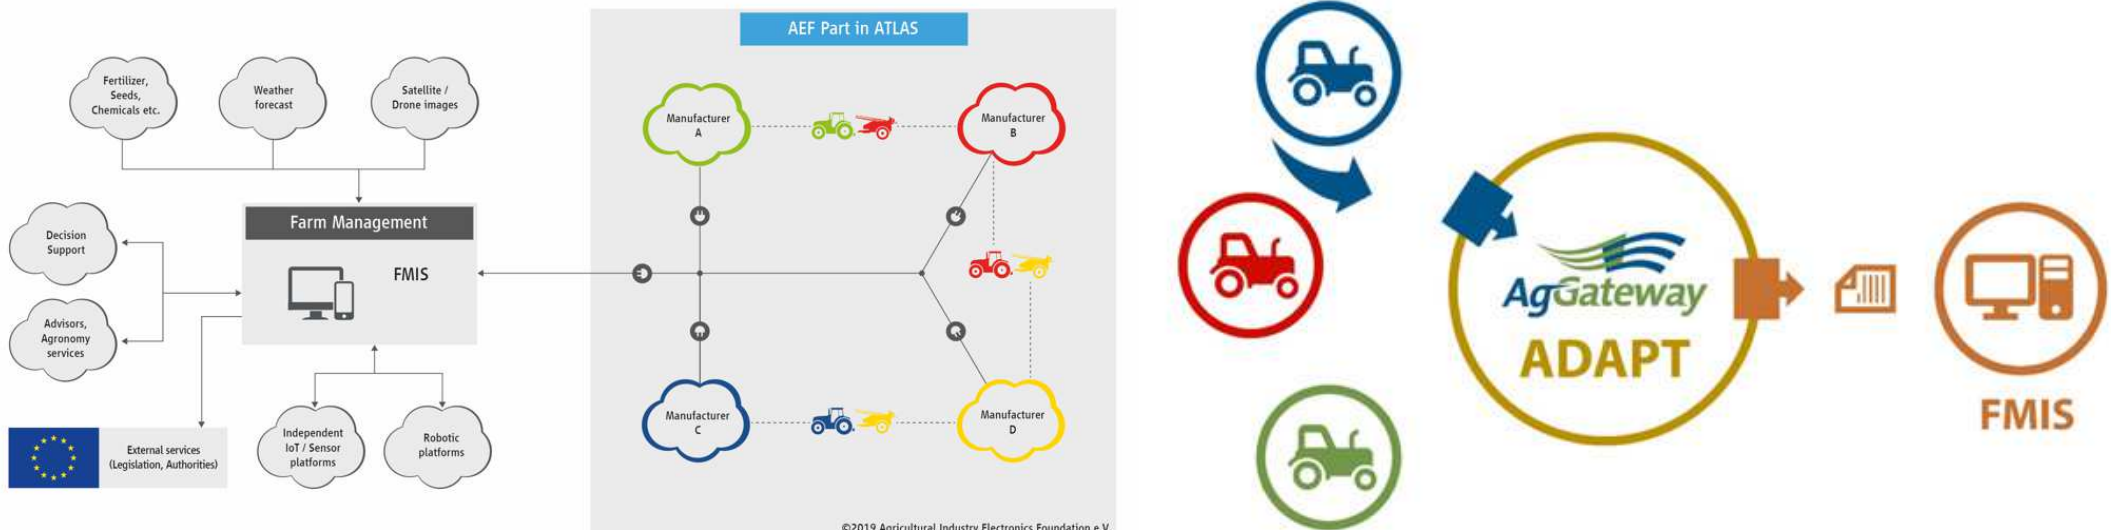 AEF Part in ATLAS
Fertilizer,
Seeds,
Chemicals etc.
Weather
forecast
Satellite /
Drone images
Decision
Support
Advisors,
Agronomy
services
Farm Management
FMIS
External services
(Legislation, Authorities)
Independent
IoT / Sensor
platforms
Robotic
platforms
Manufacturer
A
Manufacturer
B
Manufacturer
C
Manufacturer
D
©2019 Agricultural Industry Electronics Foundation e.V.
AgGateway
ADAPT
FMIS